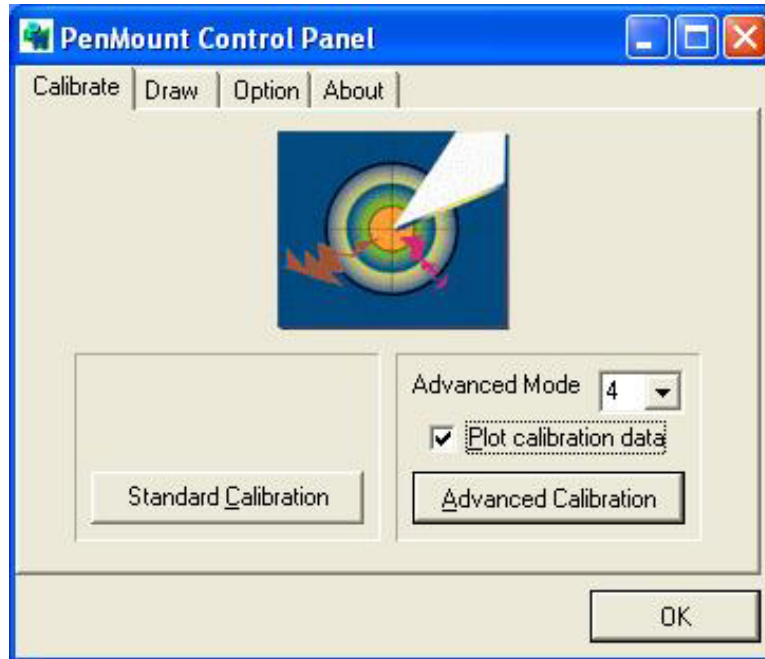 PenMount Control Panel
Calibrate Draw Option About
Advanced Mode 4
Plot calibration data
Standard Calibration Advanced Calibration
OK